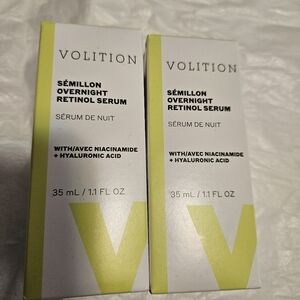 VOLITION
SÉMILLON
OVERNIGHT
RETINOL SERUM
SÉRUM DE NUIT
WITH/AVEC NIACINAMIDE
+ HYALURONIC ACID
35 mL / 1.1 FL OZ
V
VOLITION
SÉMILLON
OVERNIGHT
RETINOL SERUM
SÉRUM DE NUIT
WITH/AVEC NIACINAMIDE
+ HYALURONIC ACID
35 mL / 1.1 FL OZ
V